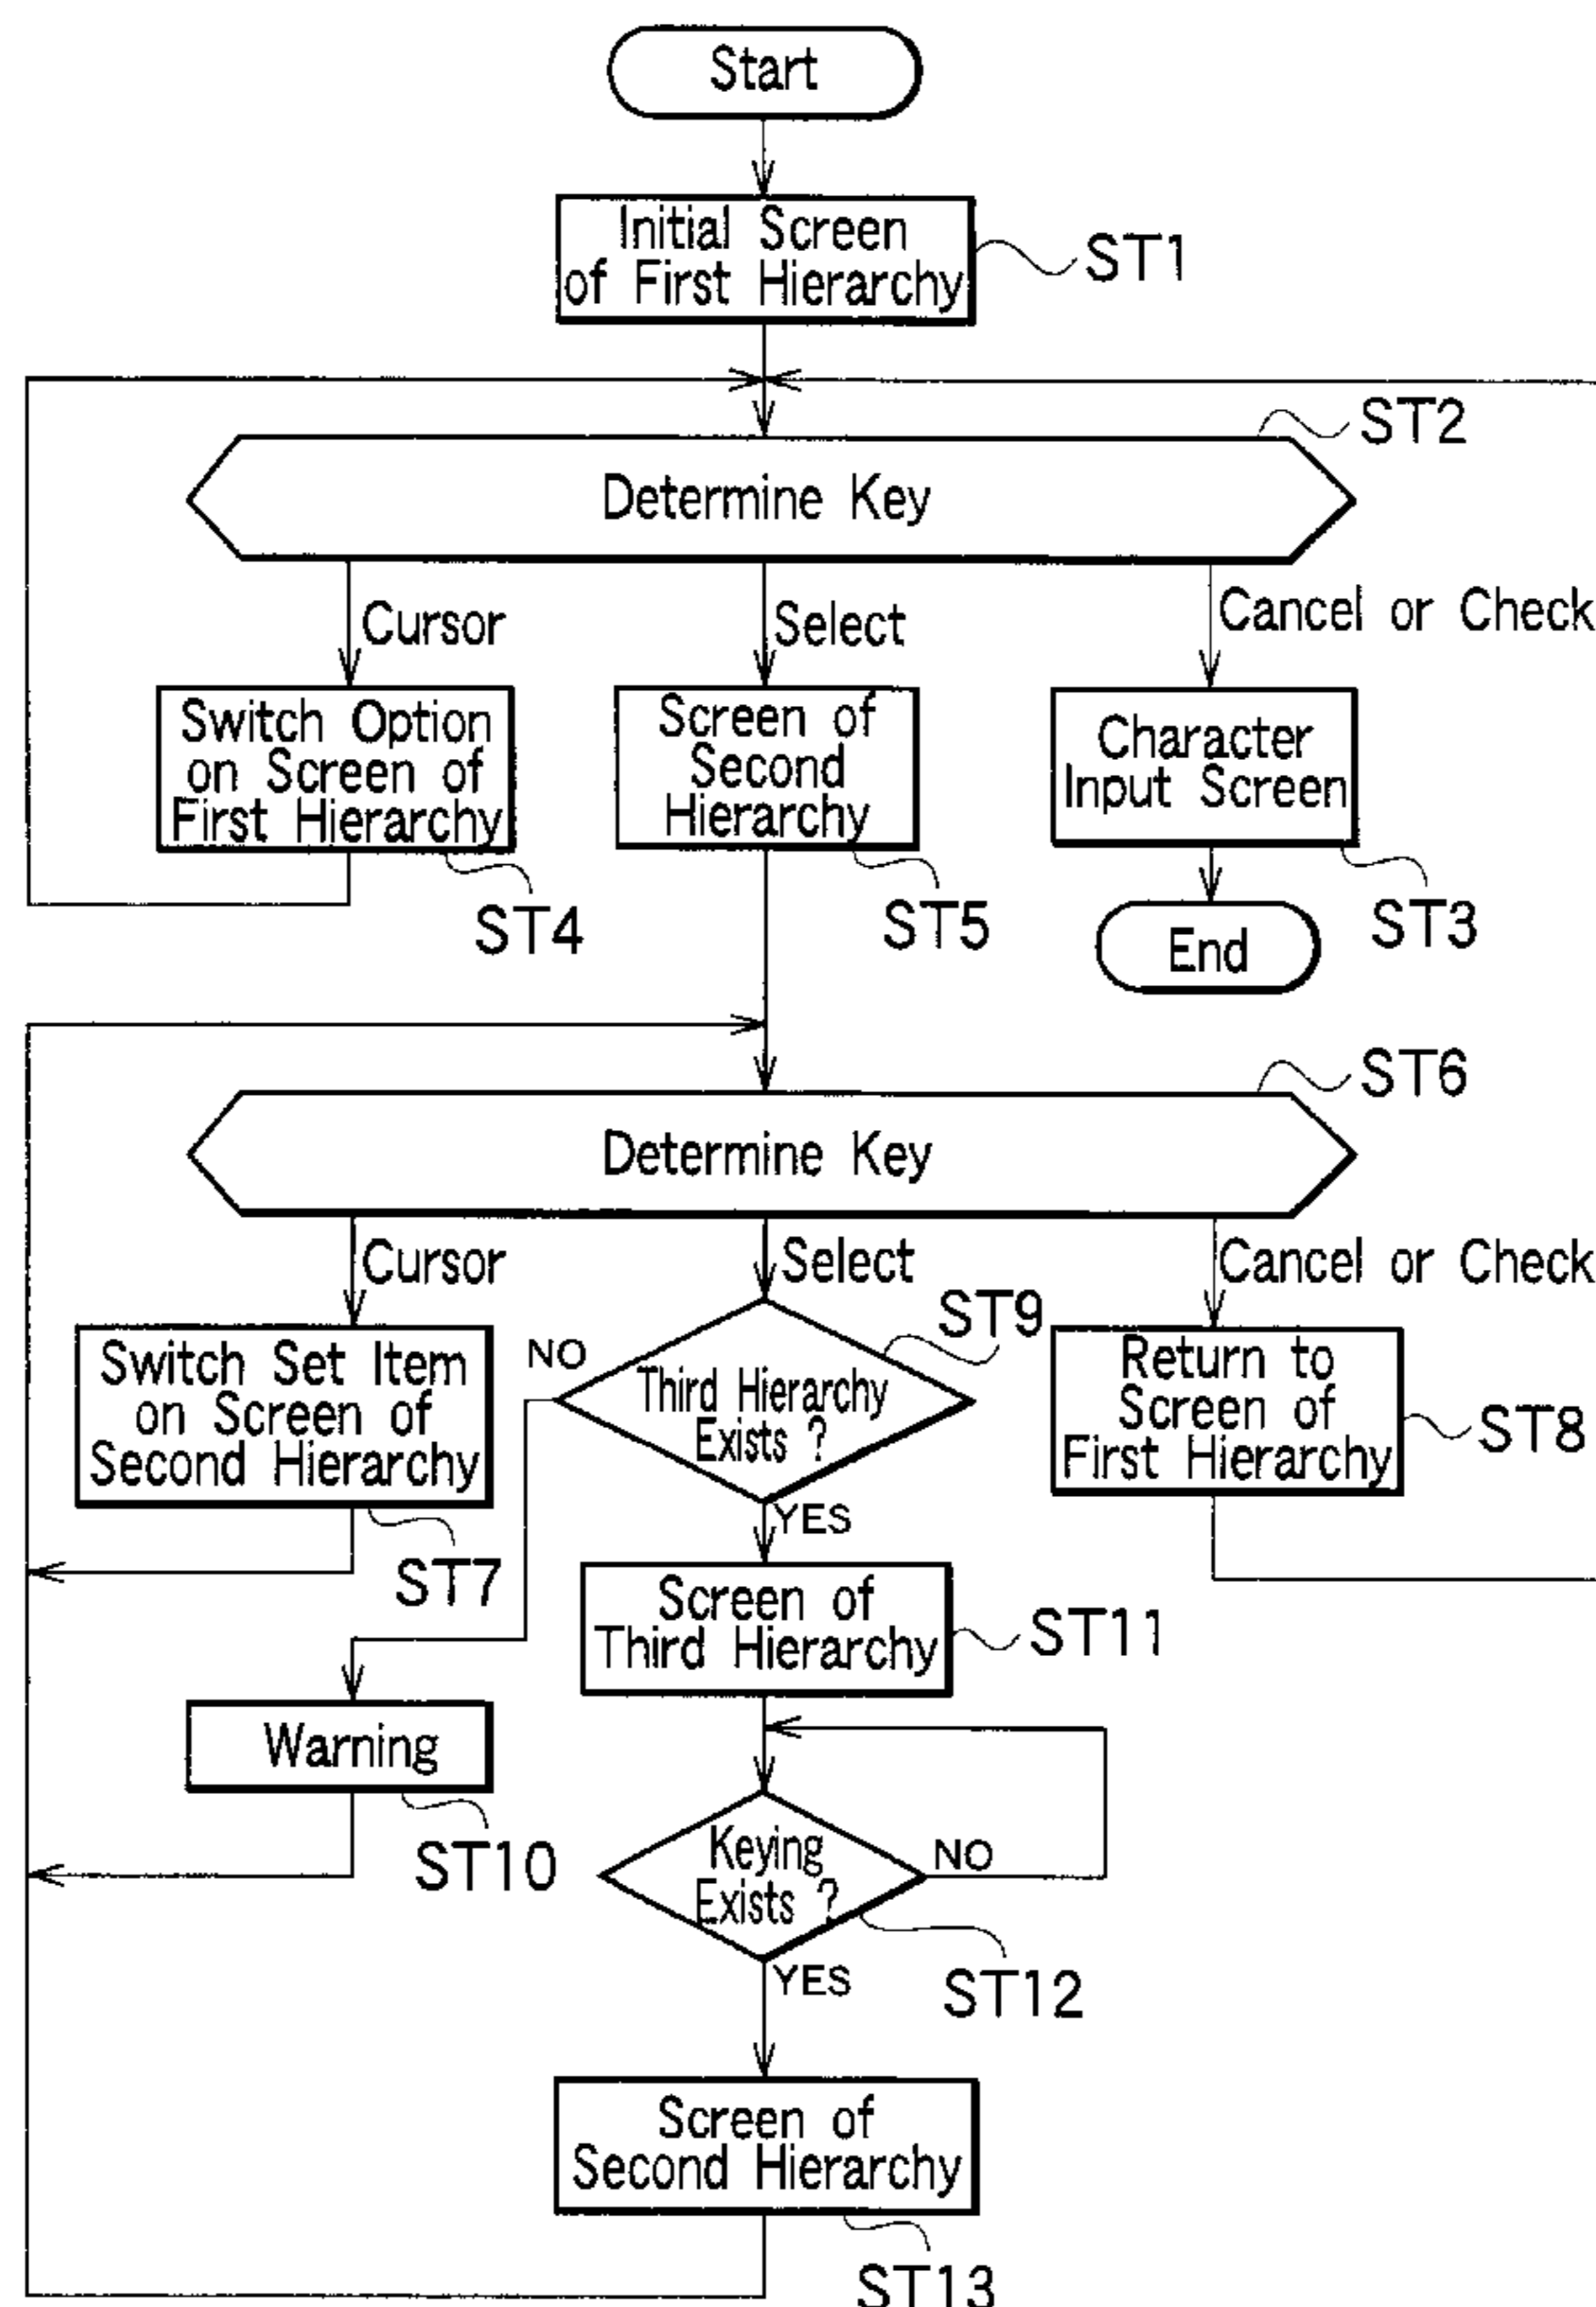 Start
Initial Screen
of First Hierarchy
ST1
ST2
Determine Key
Cursor
Select
Cancel or Check
Switch Option
on Screen of
First Hierarchy
ST4
Screen of
Second
Hierarchy
ST5
Character
Input Screen
ST3
End
ST6
Determine Key
Cursor
Select
Cancel or Check
Switch Set Item
on Screen of
Second Hierarchy
ST7
NO
Third Hierarchy
Exists ?
ST9
YES
Return to
Screen of
First Hierarchy
ST8
Screen of
Third Hierarchy
ST11
Warning
ST10
Keying
Exists ?
NO
ST12
YES
Screen of
Second Hierarchy
ST13